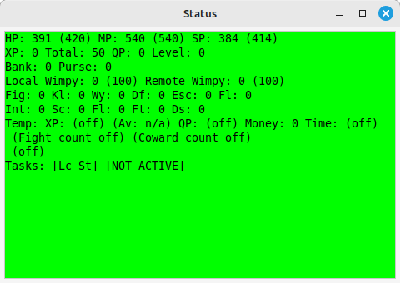 Status
HP: 391 (420) MP: 540 (540) SP: 384 (414)
XP: 0 Total: 50 QP: 0 Level: 0
Bank: 0 Purse: 0
Local Wimpy: 0 (100) Remote Wimpy: 0 (100)
Fig: 0 Kl: 0 Wy: 0 Df: 0 Esc: 0 Fl: 0
Int: 0 Sc: 0 Fl: 0 Ft: 0 Ds: 0
Temp: XP: (off) (Av: n/a) QP: (off) Money: 0 Time: (off)
(Fight count off) (Coward count off)
(off)
Tasks: [Lc St] [NOT ACTIVE]